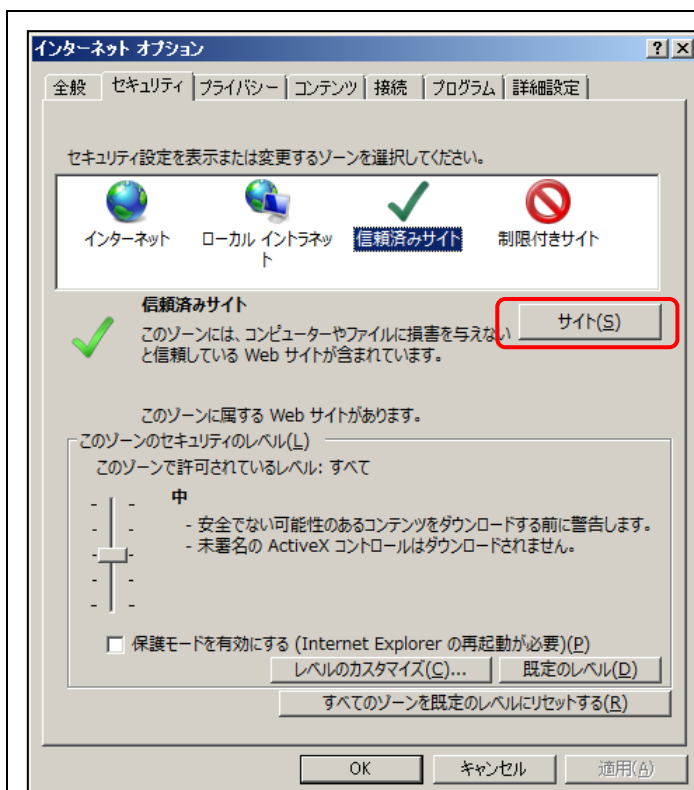 インターネット オプション
? X
全般 セキュリティ プライバシー コンテンツ 接続 プログラム 詳細設定
セキュリティ設定を表示または変更するゾーンを選択してください。
インターネット ローカル イントラネッ 信頼済みサイト 制限付きサイト
ト
信頼済みサイト
サイト(S)
このゾーンには、コンピューターやファイルに損害を与えない
と信頼している Web サイトが含まれています。
このゾーンに属する Web サイトがあります。
このゾーンのセキュリティのレベル(L)
このゾーンで許可されているレベル: すべて
中
- 安全でない可能性のあるコンテンツをダウンロードする前に警告します。
- 未署名の ActiveX コントロールはダウンロードされません。
保護モードを有効にする (Internet Explorer の再起動が必要)(P)
レベルのカスタマイズ(C)... 既定のレベル(D)
すべてのゾーンを既定のレベルにリセットする(R)
OK キャンセル 適用(A)